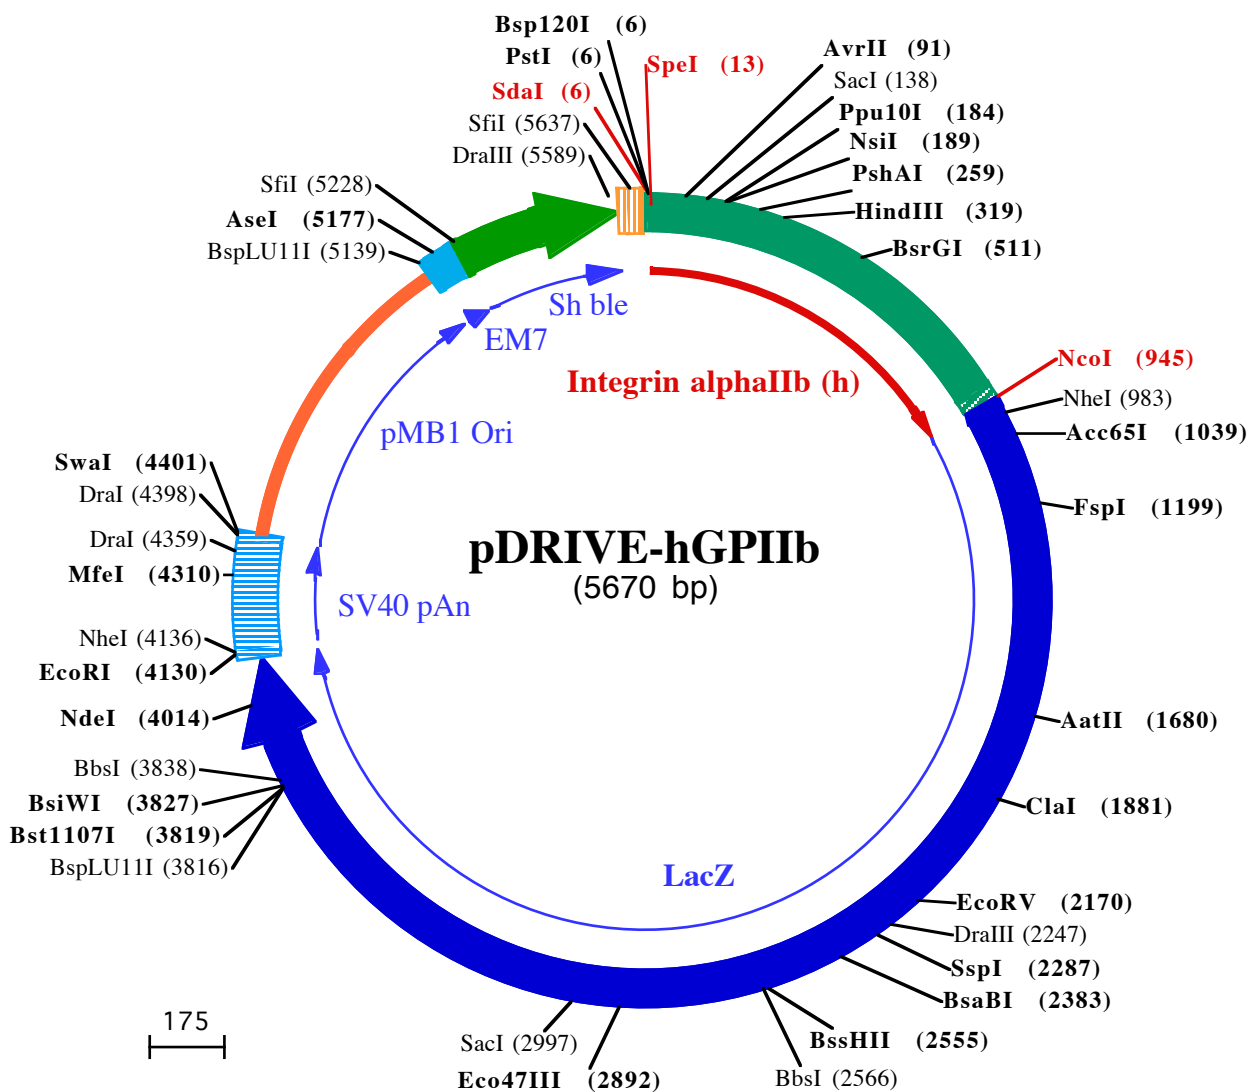 Bsp120I (6)
PstI (6)
SdaI (6)
SfiI (5637)
DraIII (5589)
SpeI (13)
AvrII (91)
SacI (138)
Ppu10I (184)
NsiI (189)
PshAI (259)
HindIII (319)
BsrGI (511)
NcoI (945)
NheI (983)
Acc65I (1039)
FspI (1199)
AatII (1680)
ClaI (1881)
EcoRV (2170)
DraIII (2247)
SspI (2287)
BsaBI (2383)
BssHII (2555)
BbsI (2566)
Eco47III (2892)
SacI (2997)
BspLU11I (3816)
Bst1107I (3819)
BsiWI (3827)
BbsI (3838)
NdeI (4014)
EcoRI (4130)
NheI (4136)
MfeI (4310)
DraI (4359)
DraI (4398)
SwaI (4401)
BspLU11I (5139)
AseI (5177)
SfiI (5228)
Sh ble
EM7
Integrin alphaIIb (h)
pMB1 Ori
pDRIVE-hGPIIb
(5670 bp)
SV40 pAn
LacZ
175